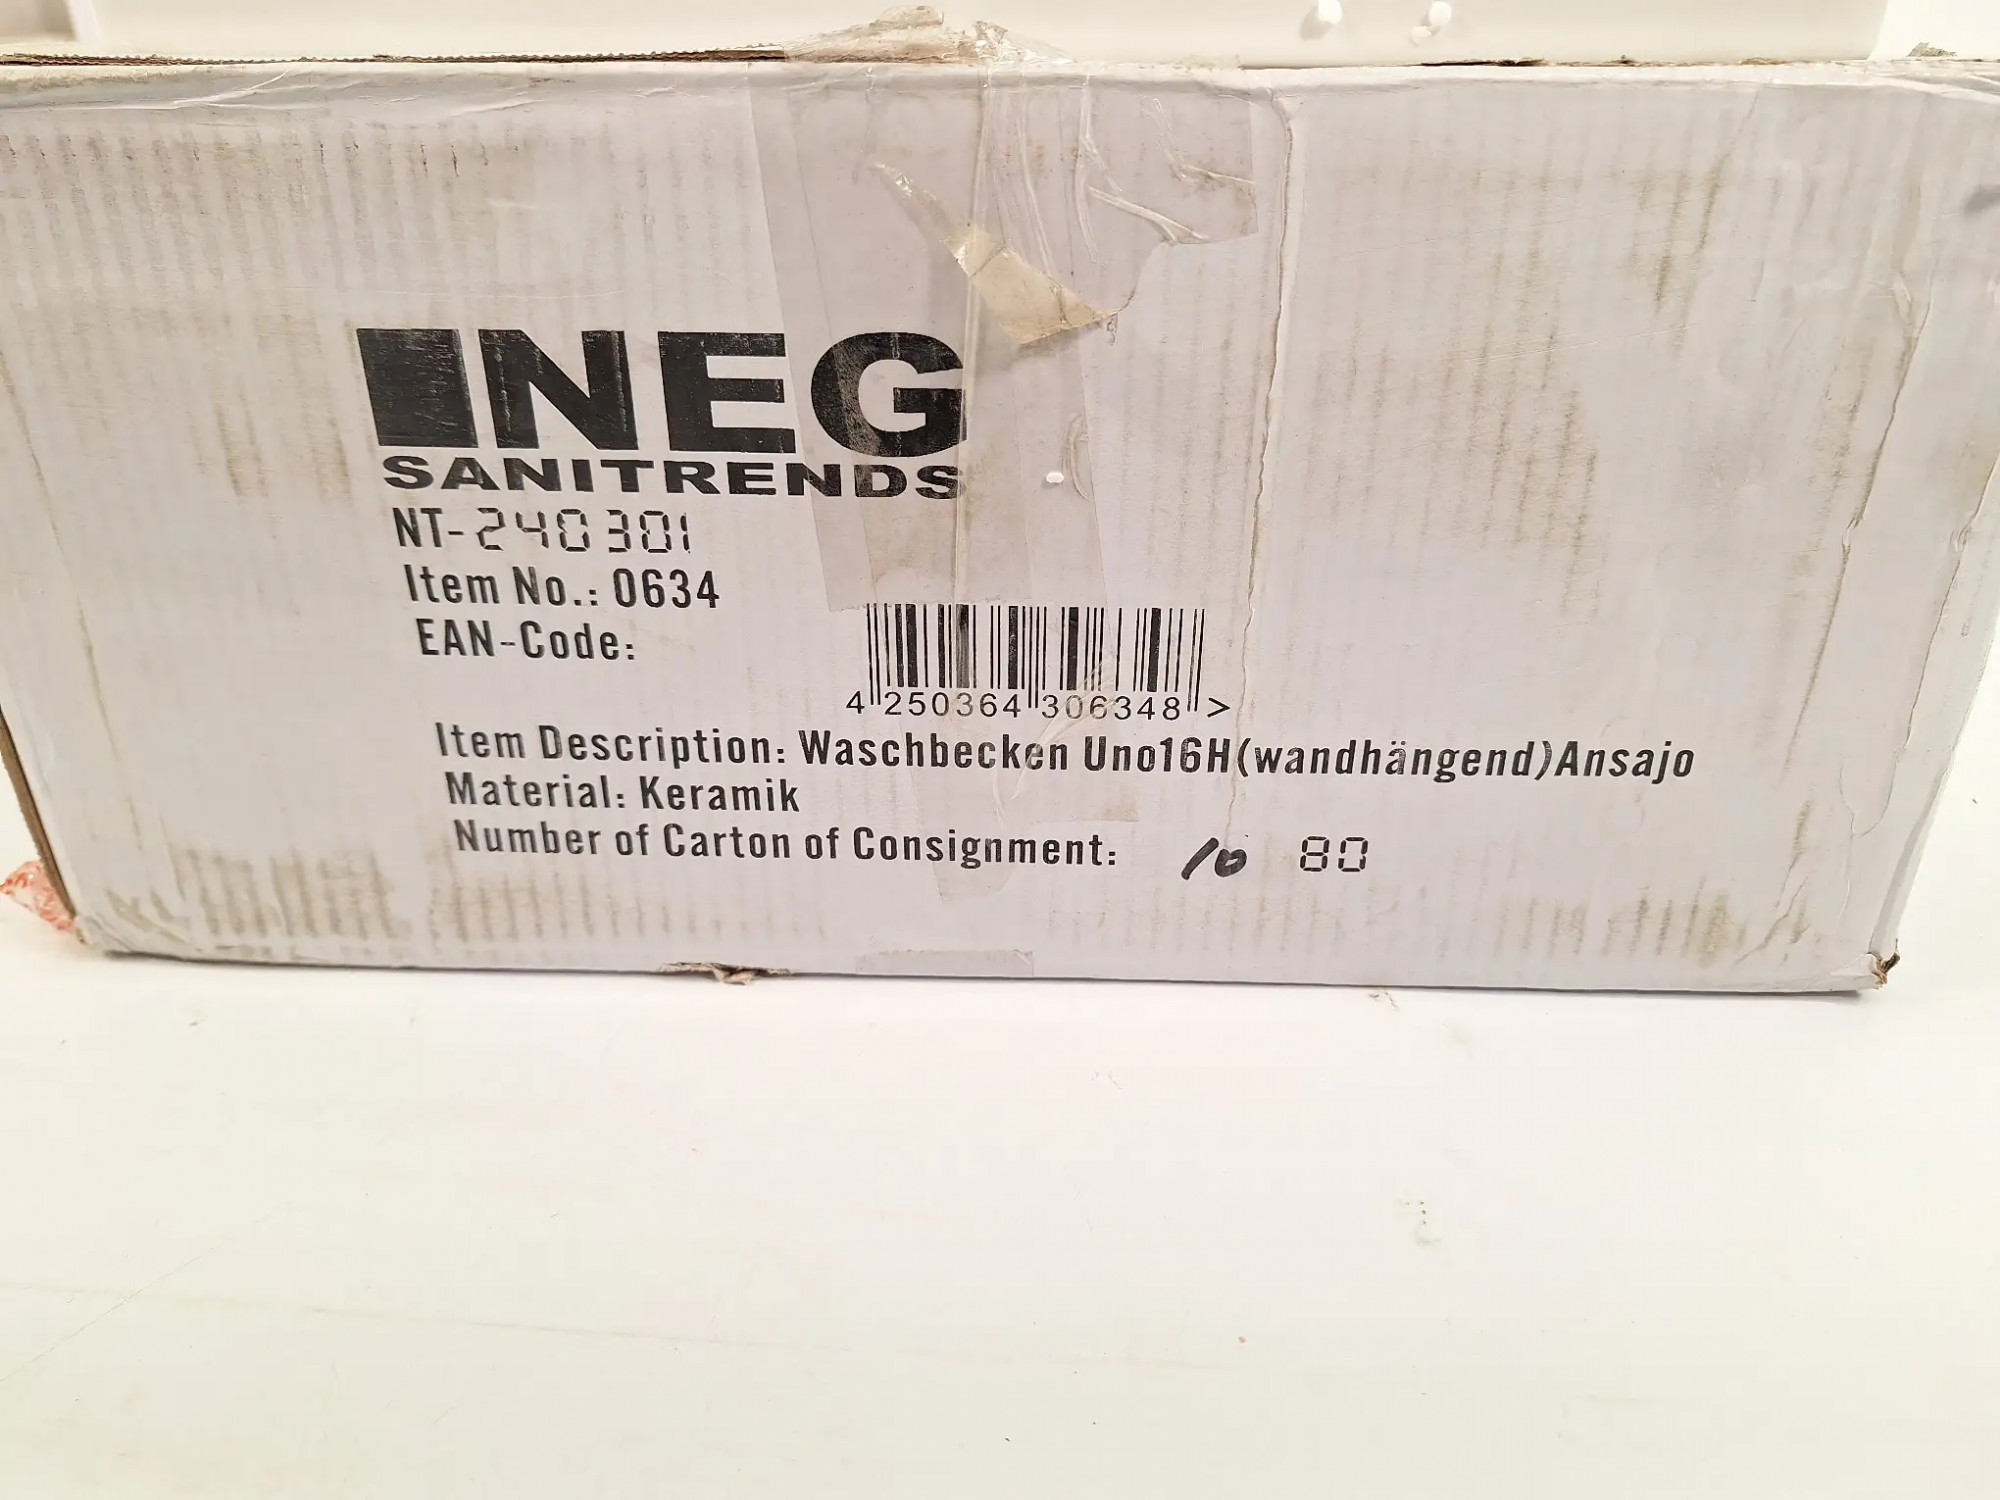 NEG
SANITRENDS
NT-240301
Item No.: 0634
EAN-Code:
4 250364 306348 >
Item Description: Waschbecken Uno16H(wandhängend)Ansajo
Material: Keramik
Number of Carton of Consignment: 10 80